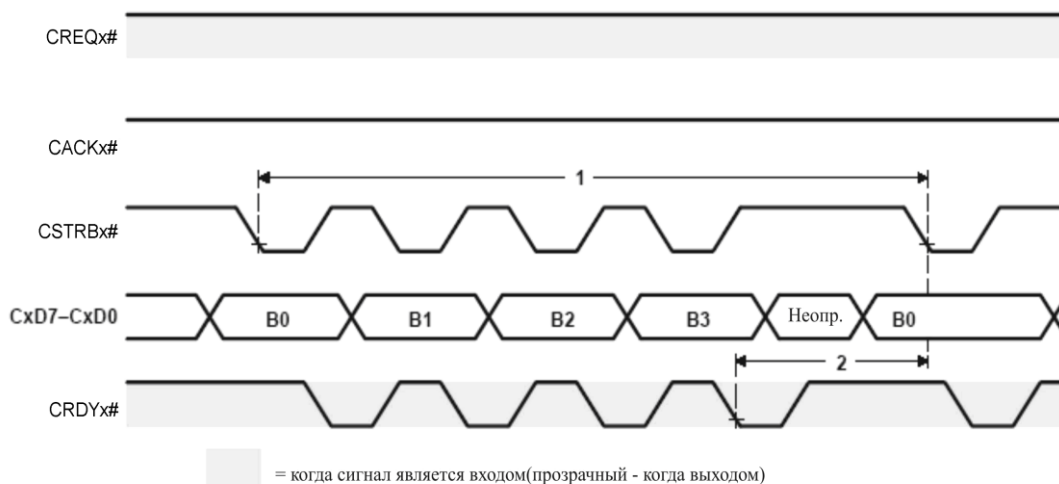 CREQx#
CACKx#
1
CSTRBx#
CxD7–CxD0 B0 B1 B2 B3 Неопр. B0
2
CRDYx#
= когда сигнал является входом(прозрачный - когда выходом)